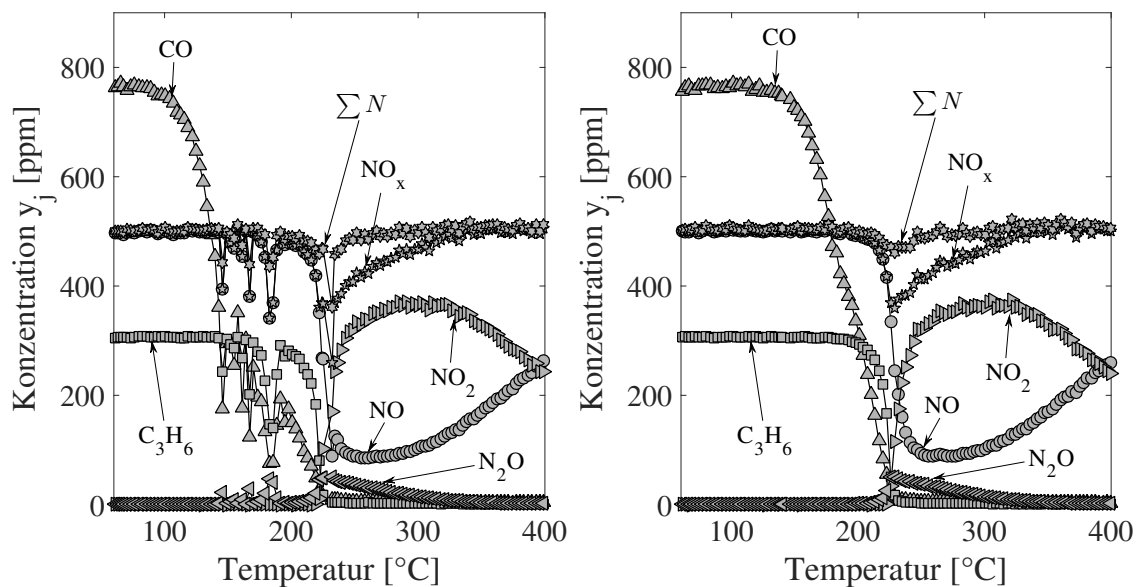 Konzentration y_j [ppm]
800
600
400
200
0
CO
∑ N
NO_x
NO_2
NO
C_3H_6
N_2O
100 200 300 400
Temperatur [°C]
Konzentration y_j [ppm]
800
600
400
200
0
CO
∑ N
NO_x
NO_2
NO
C_3H_6
N_2O
100 200 300 400
Temperatur [°C]